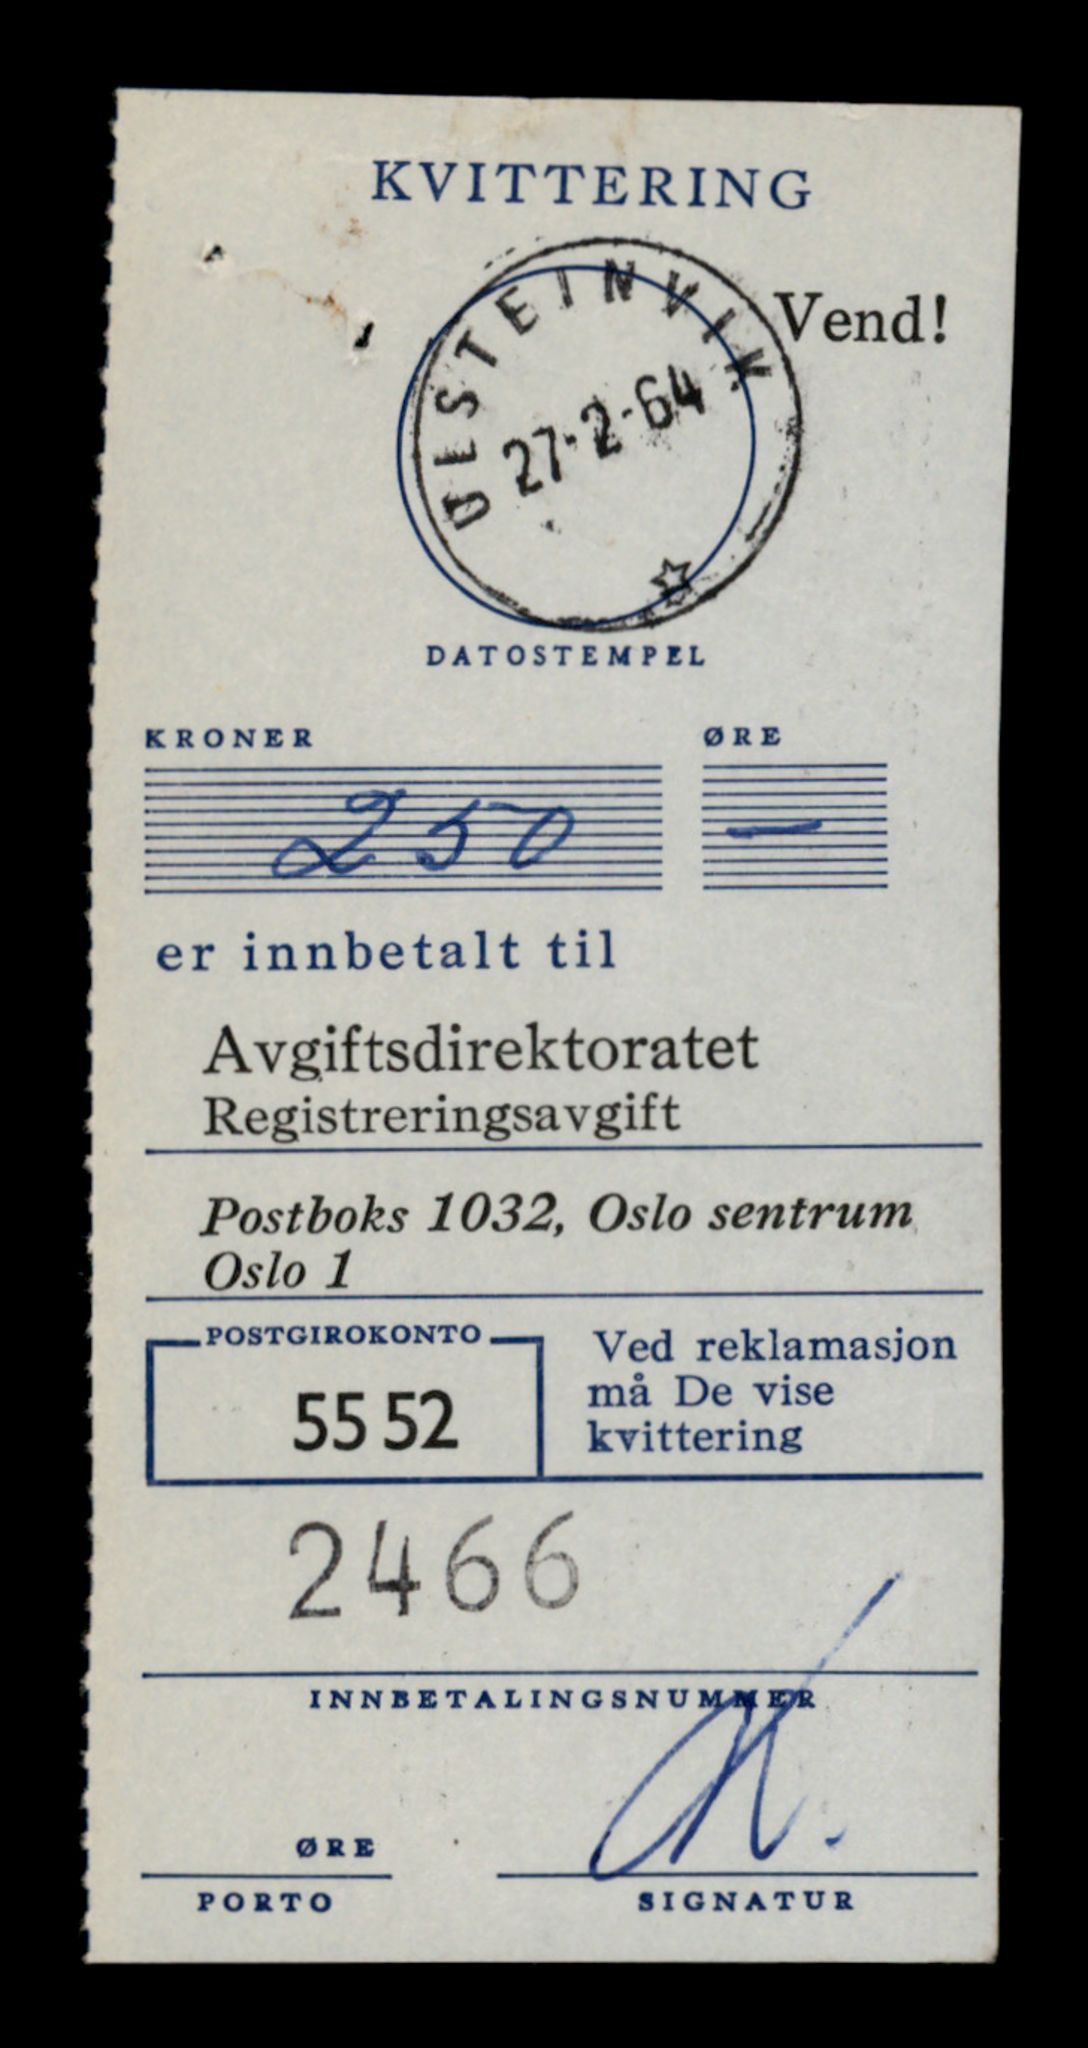 KVITTERING
Vend!
ULSTEINVIK
27-2-64
DATOSTEMPEL
KRONER ØRE
250 —
er innbetalt til
Avgiftsdirektoratet
Registreringsavgift
Postboks 1032, Oslo sentrum
Oslo 1
POSTGIROKONTO
55 52
Ved reklamasjon
må De vise
kvittering
2466
INNBETALINGSNUMMER
ØRE
PORTO
SIGNATUR